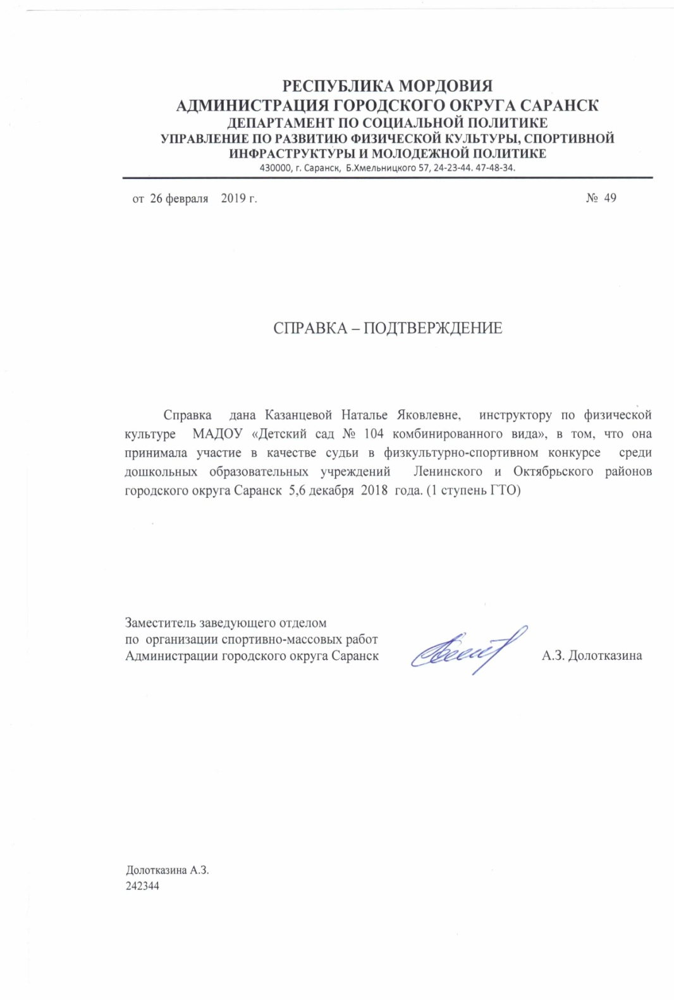 РЕСПУБЛИКА МОРДОВИЯ
АДМИНИСТРАЦИЯ ГОРОДСКОГО ОКРУГА САРАНСК
ДЕПАРТАМЕНТ ПО СОЦИАЛЬНОЙ ПОЛИТИКЕ
УПРАВЛЕНИЕ ПО РАЗВИТИЮ ФИЗИЧЕСКОЙ КУЛЬТУРЫ, СПОРТИВНОЙ
ИНФРАСТРУКТУРЫ И МОЛОДЕЖНОЙ ПОЛИТИКЕ
430000, г. Саранск, Б.Хмельницкого 57, 24-23-44. 47-48-34.
от 26 февраля 2019 г. № 49
СПРАВКА – ПОДТВЕРЖДЕНИЕ
Справка дана Казанцевой Наталье Яковлевне, инструктору по физической
культуре МАДОУ «Детский сад № 104 комбинированного вида», в том, что она
принимала участие в качестве судьи в физкультурно-спортивном конкурсе среди
дошкольных образовательных учреждений Ленинского и Октябрьского районов
городского округа Саранск 5,6 декабря 2018 года. (1 ступень ГТО)
Заместитель заведующего отделом
по организации спортивно-массовых работ
Администрации городского округа Саранск А.З. Долотказина
Долотказина А.З.
242344